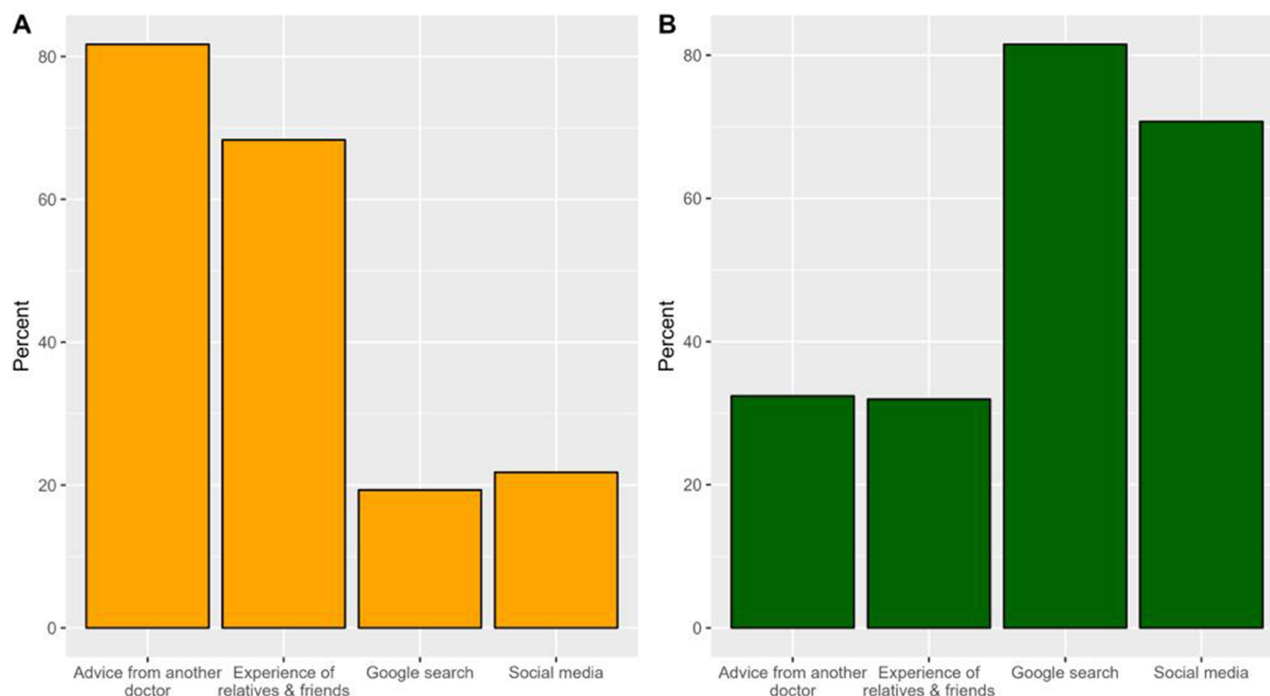 A
80
60
40
20
0
Percent
Advice from another
doctor
Experience of
relatives & friends
Google search
Social media
B
80
60
40
20
0
Percent
Advice from another
doctor
Experience of
relatives & friends
Google search
Social media